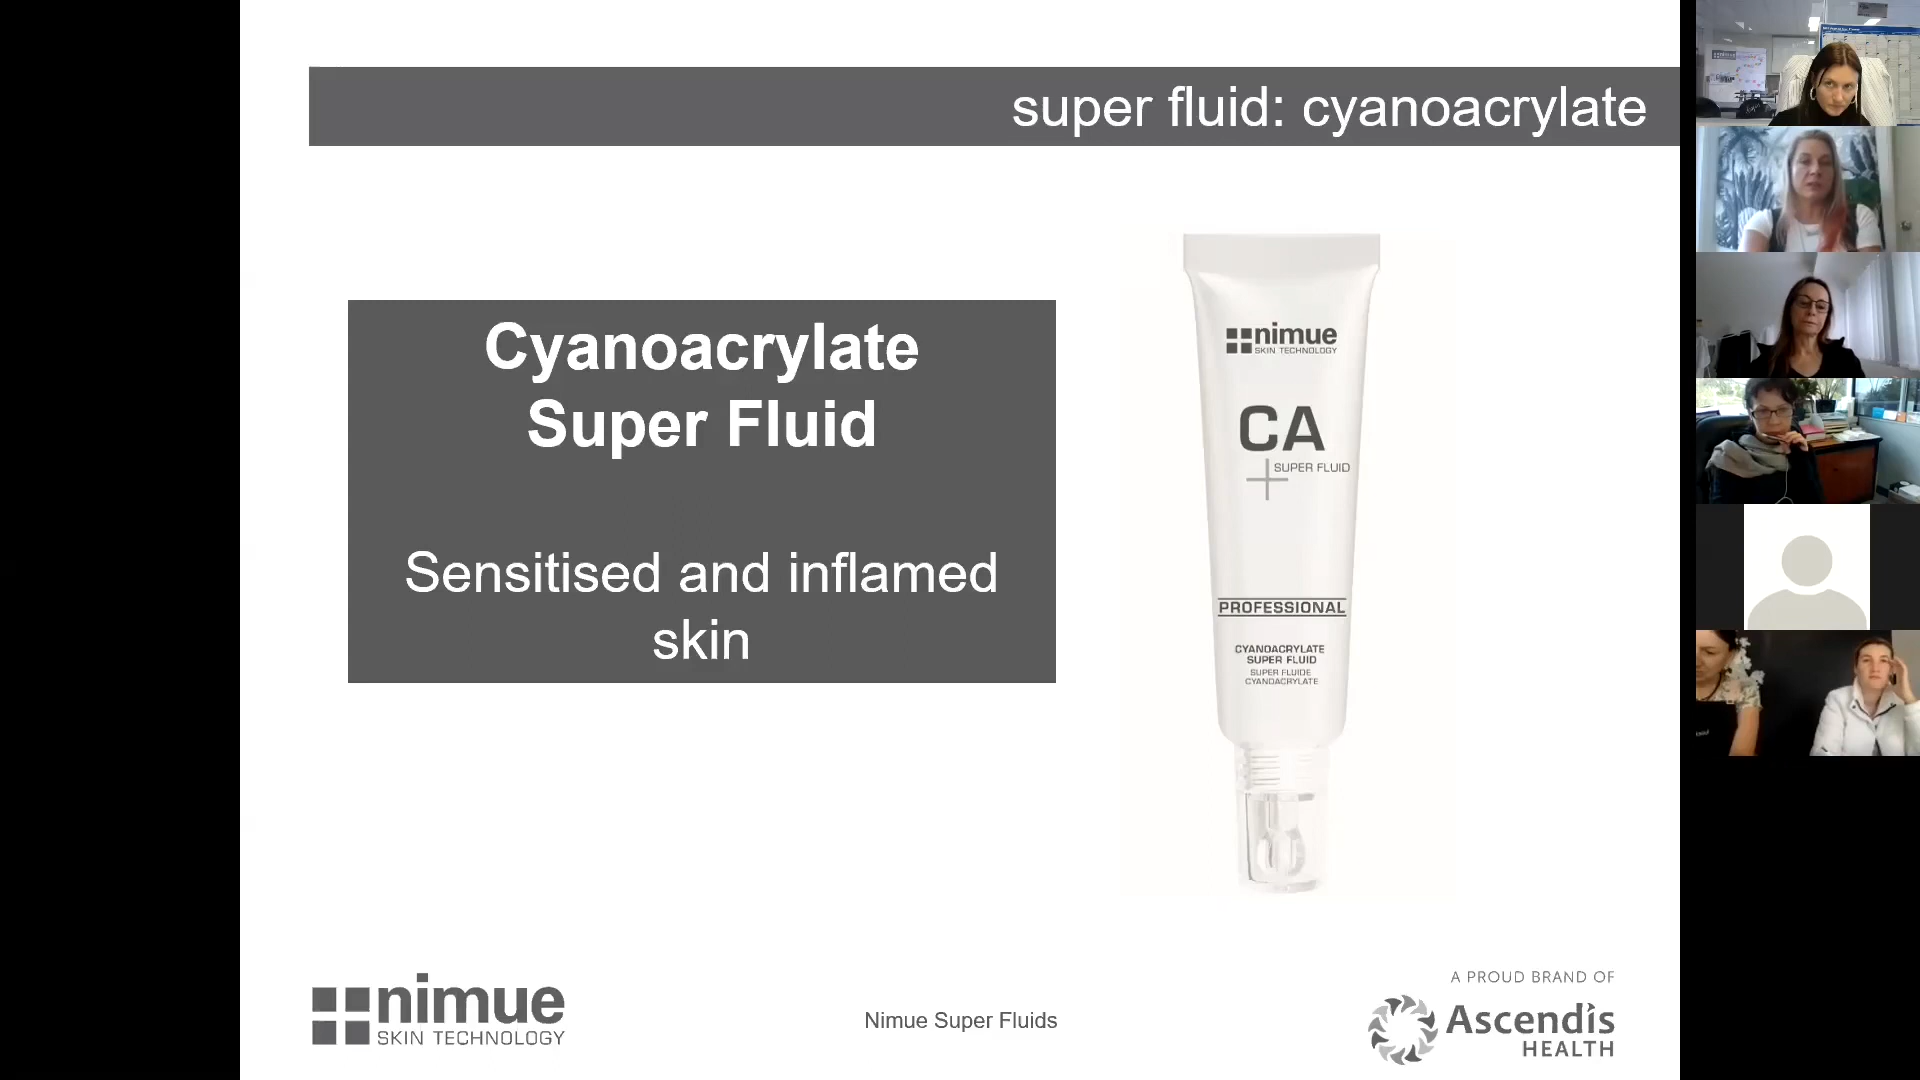 super fluid: cyanoacrylate
Cyanoacrylate
Super Fluid
Sensitised and inflamed
skin
nimue
SKIN TECHNOLOGY
CA
SUPER FLUID
PROFESSIONAL
CYANOACRYLATE
SUPER FLUID
SUPER FLUIDE
CYANOACRYLATE
nimue
SKIN TECHNOLOGY
Nimue Super Fluids
A PROUD BRAND OF
Ascendis
HEALTH